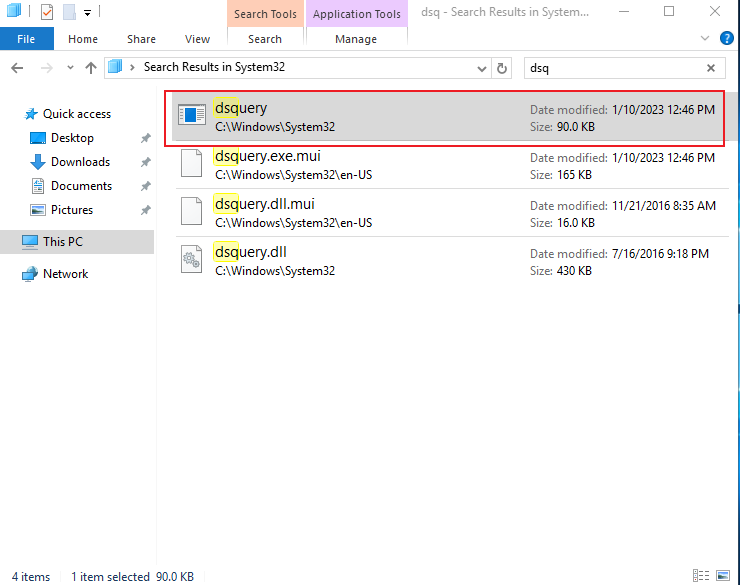 Search Tools
Application Tools
dsq - Search Results in System...
File
Home
Share
View
Search
Manage
Search Results in System32
dsq
Quick access
Desktop
Downloads
Documents
Pictures
This PC
Network
dsquery
C:\Windows\System32
Date modified: 1/10/2023 12:46 PM
Size: 90.0 KB
dsquery.exe.mui
C:\Windows\System32\en-US
Date modified: 1/10/2023 12:46 PM
Size: 165 KB
dsquery.dll.mui
C:\Windows\System32\en-US
Date modified: 11/21/2016 8:35 AM
Size: 16.0 KB
dsquery.dll
C:\Windows\System32
Date modified: 7/16/2016 9:18 PM
Size: 430 KB
4 items
1 item selected 90.0 KB